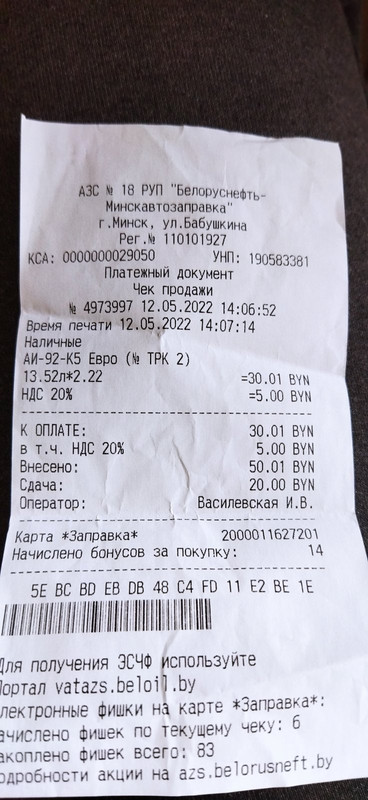 АЗС № 18 РУП "Белоруснефть-
Минскавтозаправка"
г.Минск, ул.Бабушкина
Рег.№ 110101927
КСА: 0000000029050 УНП: 190583381
Платежный документ
Чек продажи
№ 4973997 12.05.2022 14:06:52
Время печати 12.05.2022 14:07:14
Наличные
АИ-92-К5 Евро (№ ТРК 2)
13.52л*2.22 =30.01 BYN
НДС 20% =5.00 BYN
К ОПЛАТЕ: 30.01 BYN
в т.ч. НДС 20% 5.00 BYN
Внесено: 50.01 BYN
Сдача: 20.00 BYN
Оператор: Василевская И.В.
Карта *Заправка* 2000011627201
Начислено бонусов за покупку: 14
5E BC BD EB DB 48 C4 FD 11 E2 BE 1E
Для получения ЭСЧФ используйте
Портал vatazs.beloil.by
лектронные фишки на карте *Заправка*:
ачислено фишек по текущему чеку: 6
акоплено фишек всего: 83
одробности акции на azs.belorusneft.by